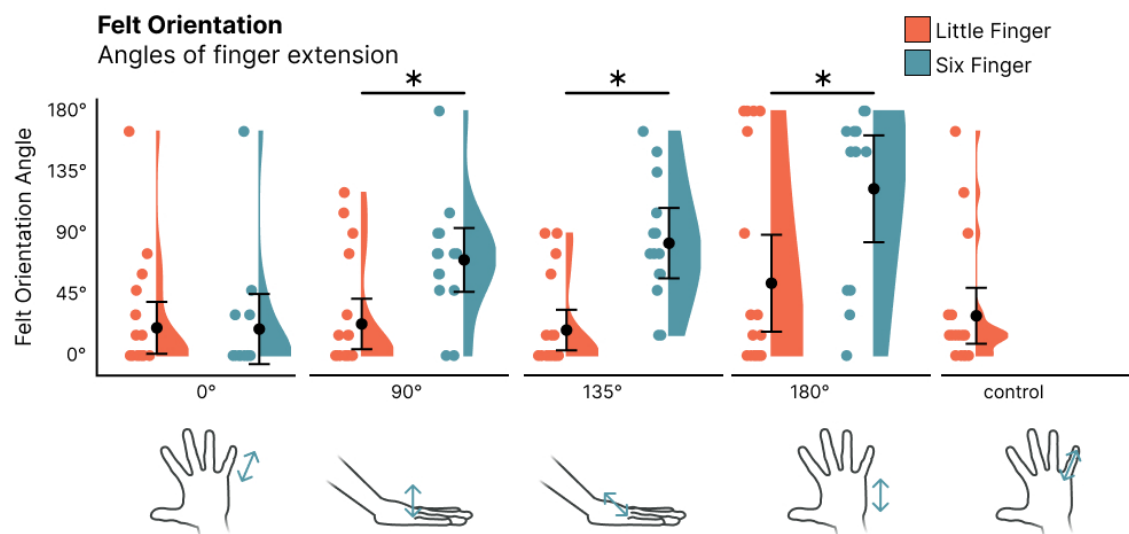 Felt Orientation
Angles of finger extension
Little Finger
Six Finger
* * *
Felt Orientation Angle
180°
135°
90°
45°
0°
0° 90° 135° 180° control